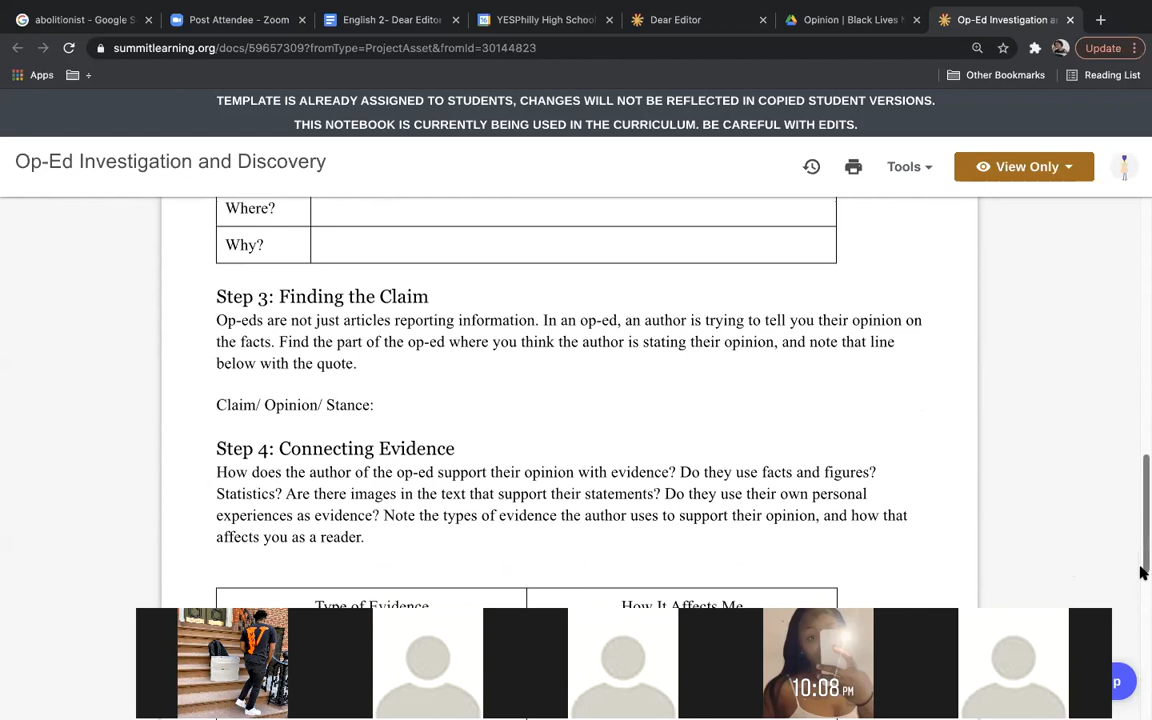 abolitionist - Google S
Post Attendee - Zoom
English 2- Dear Editor
YESPhilly High School
Dear Editor
Opinion | Black Lives M
Op-Ed Investigation an
summitlearning.org/docs/59657309?fromType=ProjectAsset&fromId=30144823
Update
Apps
+
Other Bookmarks
Reading List
TEMPLATE IS ALREADY ASSIGNED TO STUDENTS, CHANGES WILL NOT BE REFLECTED IN COPIED STUDENT VERSIONS.
THIS NOTEBOOK IS CURRENTLY BEING USED IN THE CURRICULUM. BE CAREFUL WITH EDITS.
Op-Ed Investigation and Discovery
Tools
View Only
Where?
Why?
Step 3: Finding the Claim
Op-eds are not just articles reporting information. In an op-ed, an author is trying to tell you their opinion on
the facts. Find the part of the op-ed where you think the author is stating their opinion, and note that line
below with the quote.
Claim/ Opinion/ Stance:
Step 4: Connecting Evidence
How does the author of the op-ed support their opinion with evidence? Do they use facts and figures?
Statistics? Are there images in the text that support their statements? Do they use their own personal
experiences as evidence? Note the types of evidence the author uses to support their opinion, and how that
affects you as a reader.
Type of Evidence
How It Affects Me
10:08 PM